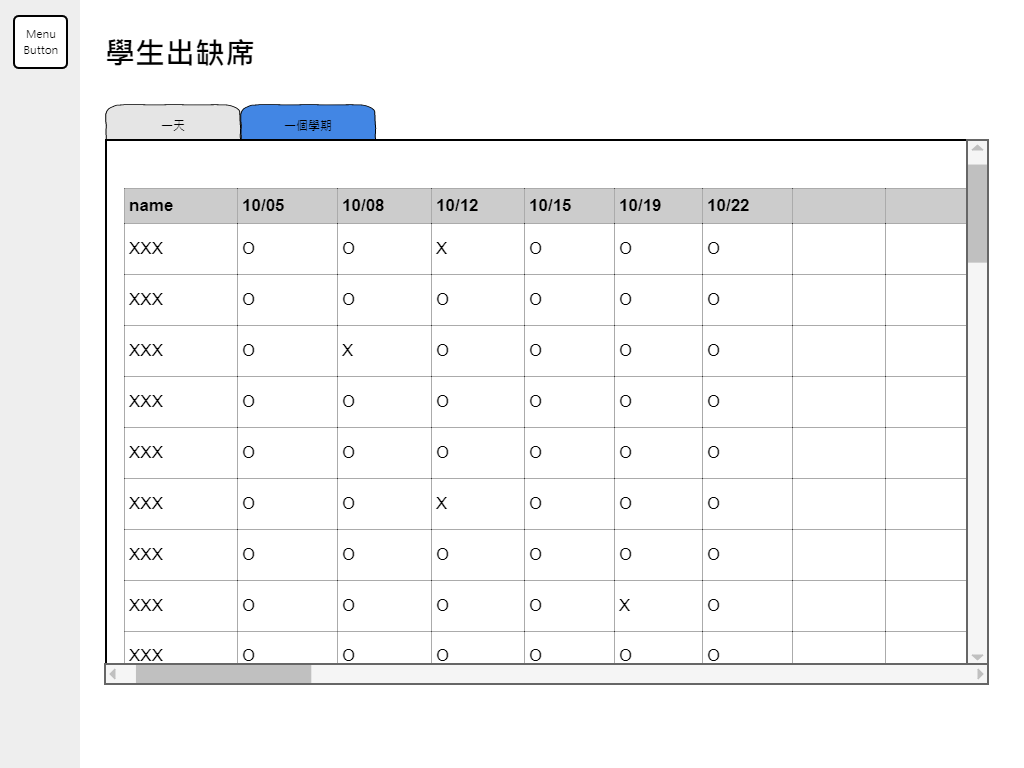 Menu
Button
學生出缺席
一天
一個學期
name 10/05 10/08 10/12 10/15 10/19 10/22
XXX O O X O O O
XXX O O O O O O
XXX O X O O O O
XXX O O O O O O
XXX O O O O O O
XXX O O X O O O
XXX O O O O O O
XXX O O O O X O
XXX O O O O O O